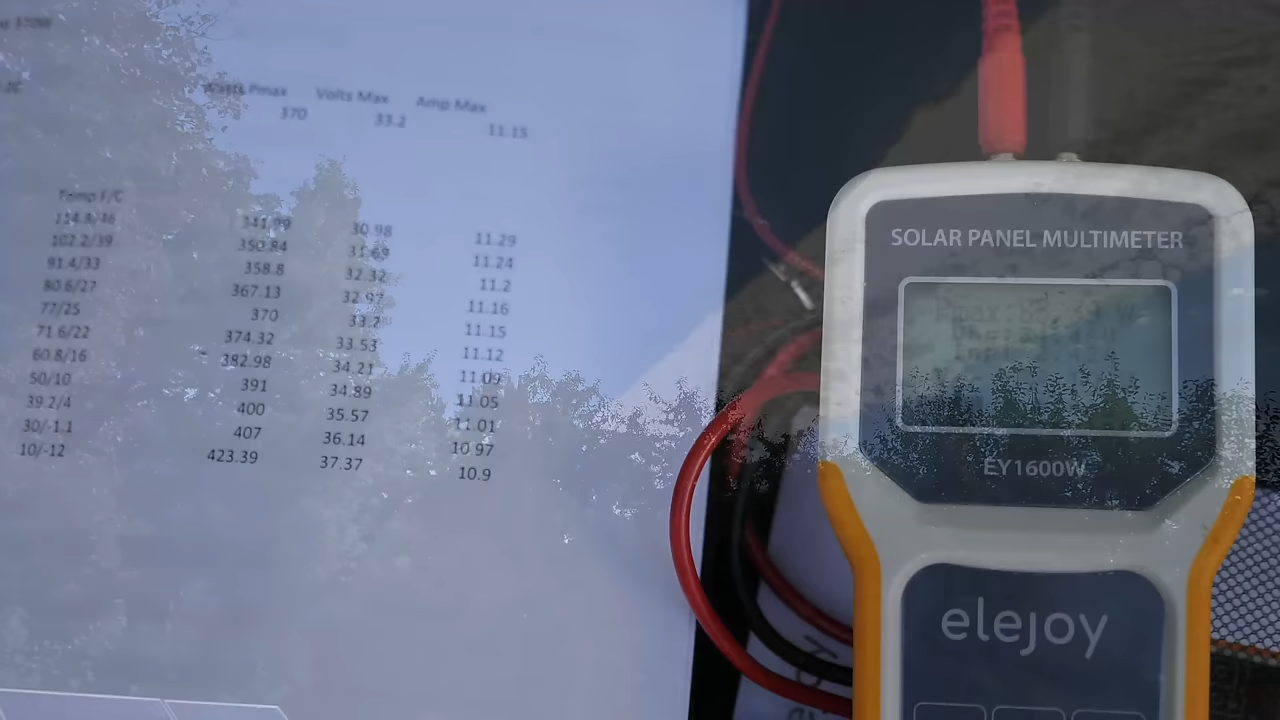 Watts Pmax Volts Max Amp Max
370 33.2 11.15
Temp F/C
114.8/46 341.99 30.98 11.29
102.2/39 350.84 31.69 11.24
91.4/33 358.8 32.32 11.2
80.6/27 367.13 32.97 11.16
77/25 370 33.2 11.15
71.6/22 374.32 33.53 11.12
60.8/16 382.98 34.21 11.09
50/10 391 34.89 11.05
39.2/4 400 35.57 11.01
30/-1.1 407 36.14 10.97
10/-12 423.39 37.37 10.9
SOLAR PANEL MULTIMETER
EY1600W
elejoy